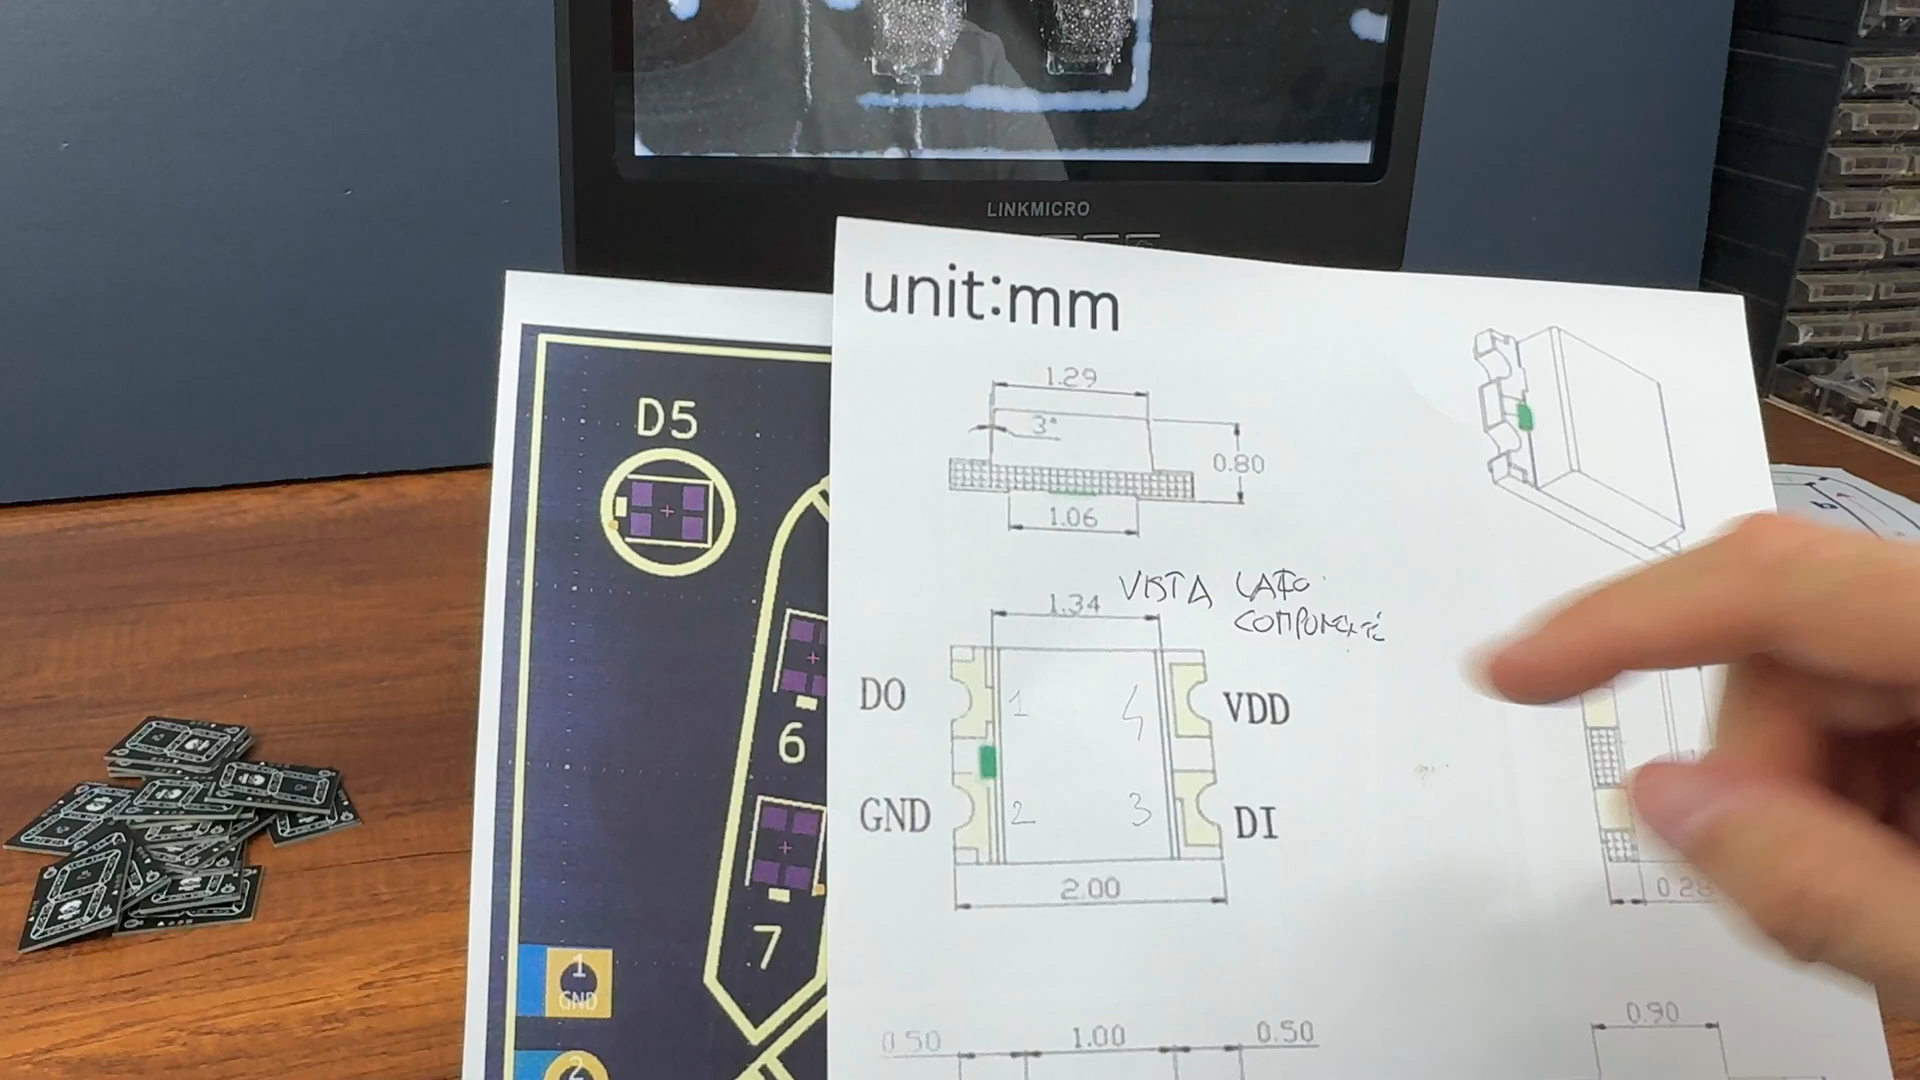 LINKMICRO
unit:mm
1.29
3°
0.80
1.06
D5
VISTA LATO
COMPONENTE
1.34
DO
1
4
VDD
6
GND
2
3
DI
2.00
0.28
7
1
GND
2
0.50
1.00
0.50
0.90